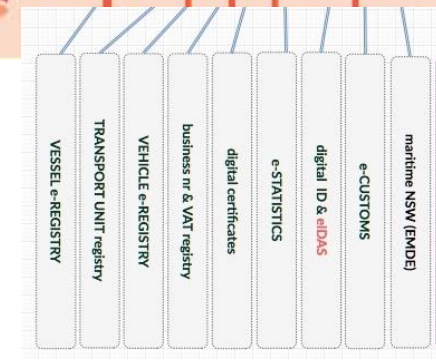 VESSEL e-REGISTRY
TRANSPORT UNIT registry
VEHICLE e-REGISTRY
business nr & VAT registry
digital certificates
e-STATISTICS
digital ID & eIDAS
e-CUSTOMS
maritime NSW (EMDE)